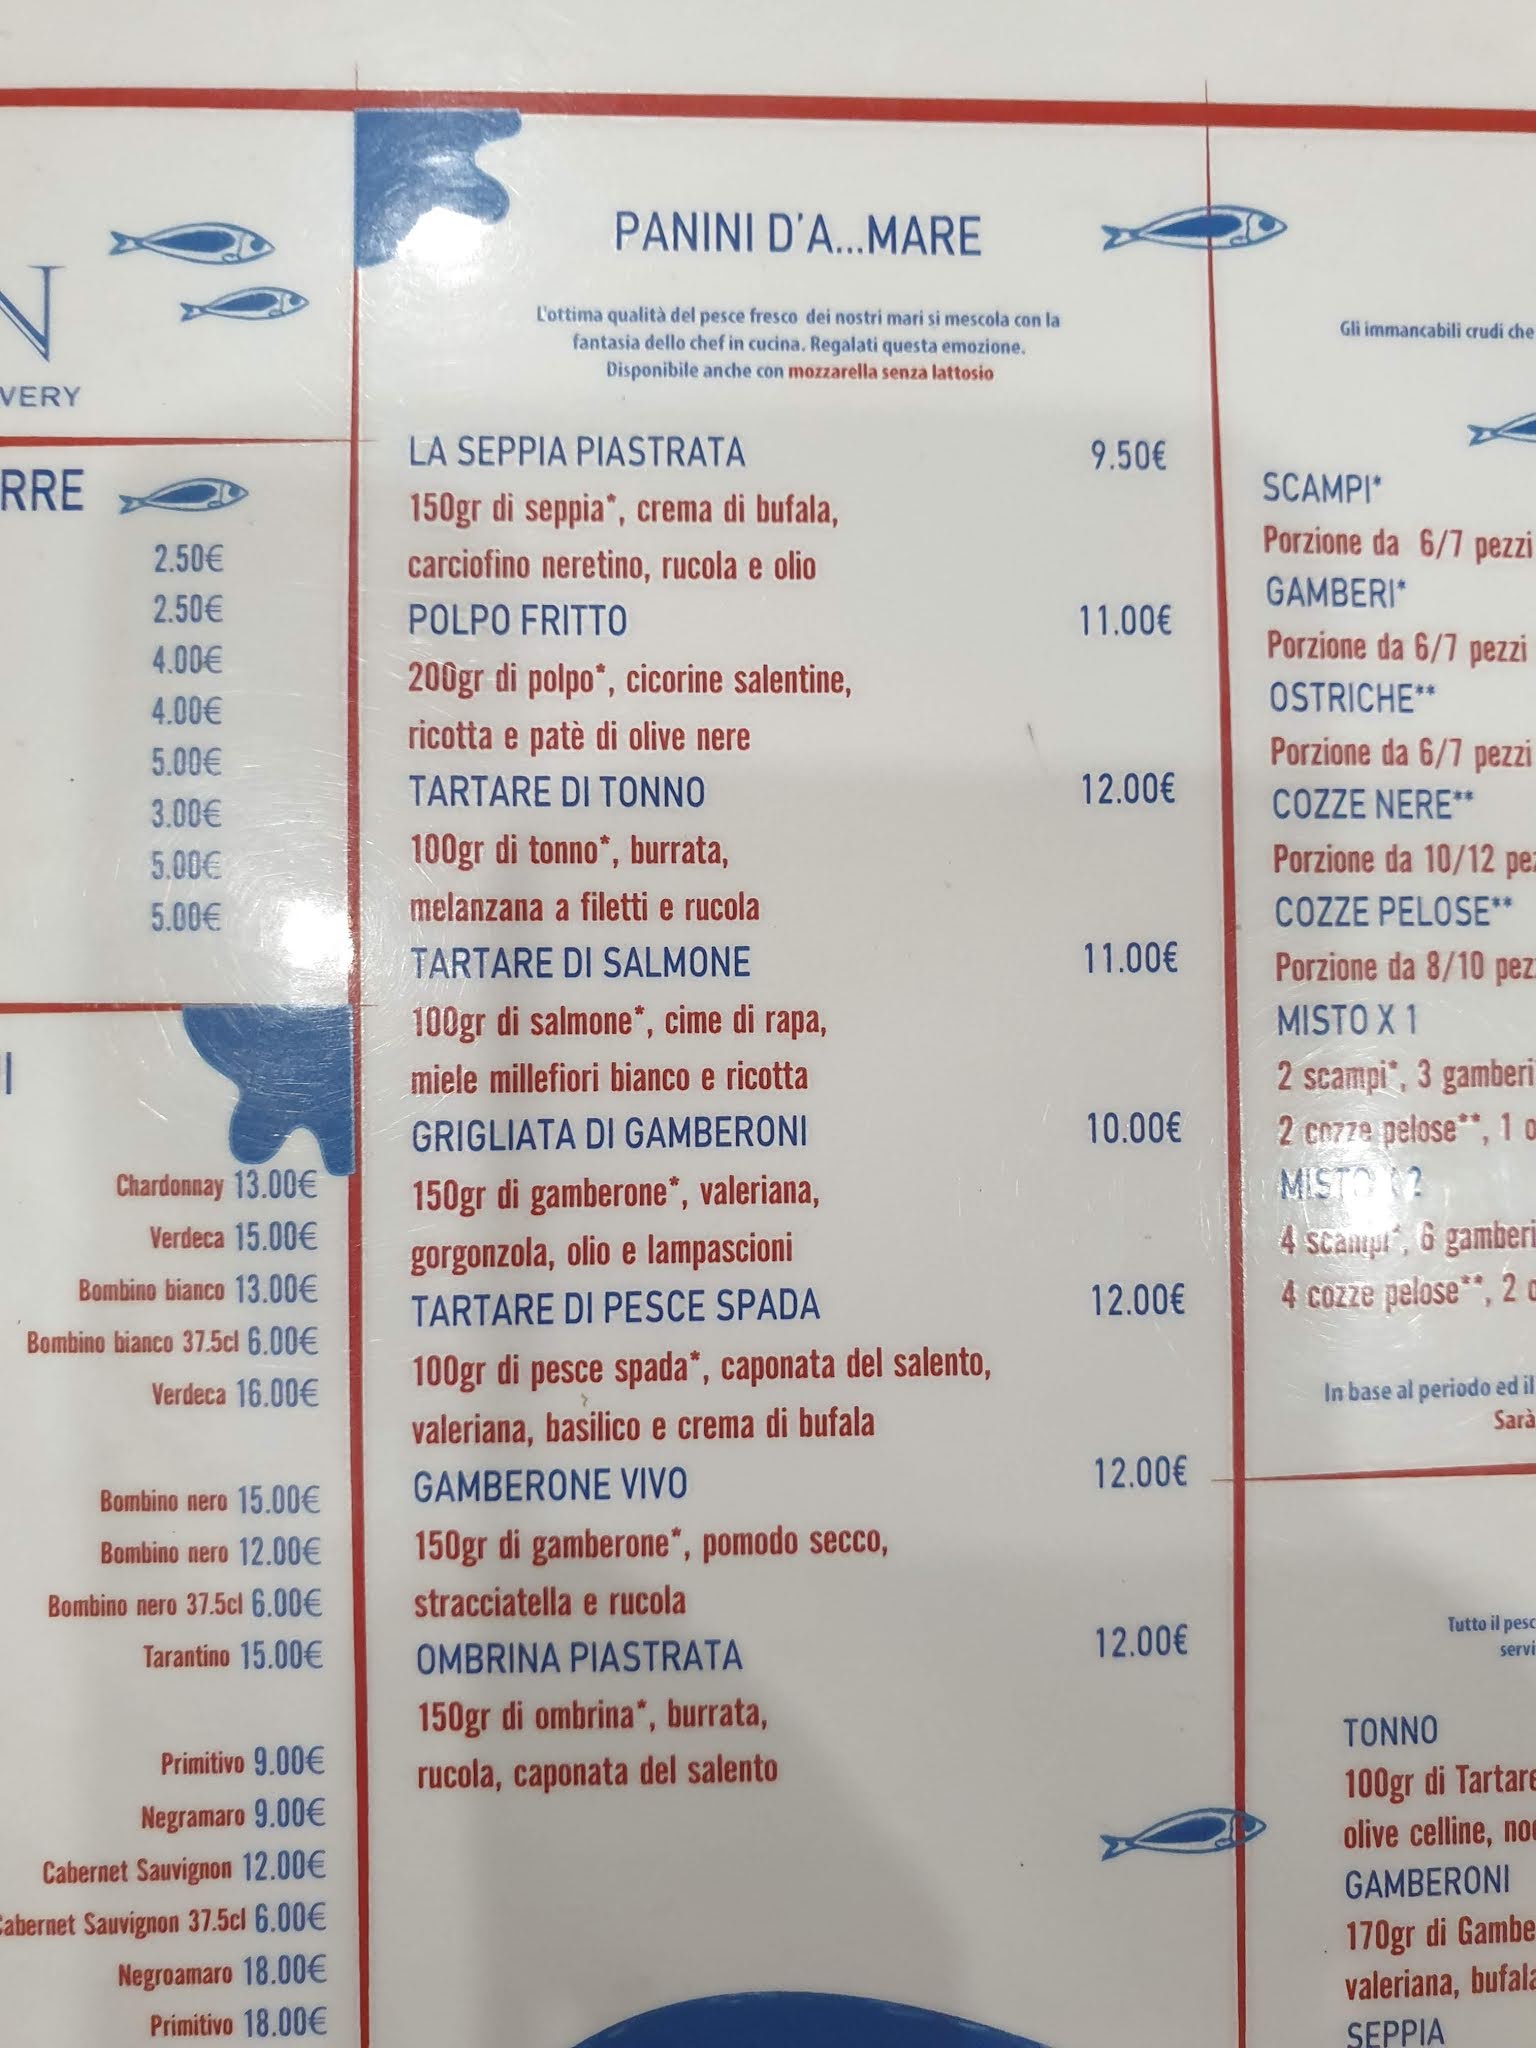 N
VERY
RRE
2.50€
2.50€
4.00€
4.00€
5.00€
3.00€
5.00€
5.00€
Chardonnay 13.00€
Verdeca 15.00€
Bombino bianco 13.00€
Bombino bianco 37.5cl 6.00€
Verdeca 16.00€
Bombino nero 15.00€
Bombino nero 12.00€
Bombino nero 37.5cl 6.00€
Tarantino 15.00€
Primitivo 9.00€
Negramaro 9.00€
Cabernet Sauvignon 12.00€
Cabernet Sauvignon 37.5cl 6.00€
Negroamaro 18.00€
Primitivo 18.00€
PANINI D'A...MARE
L'ottima qualità del pesce fresco dei nostri mari si mescola con la
fantasia dello chef in cucina. Regalati questa emozione.
Disponibile anche con mozzarella senza lattosio
LA SEPPIA PIASTRATA 9.50€
150gr di seppia*, crema di bufala,
carciofino neretino, rucola e olio
POLPO FRITTO 11.00€
200gr di polpo*, cicorine salentine,
ricotta e patè di olive nere
TARTARE DI TONNO 12.00€
100gr di tonno*, burrata,
melanzana a filetti e rucola
TARTARE DI SALMONE 11.00€
100gr di salmone*, cime di rapa,
miele millefiori bianco e ricotta
GRIGLIATA DI GAMBERONI 10.00€
150gr di gamberone*, valeriana,
gorgonzola, olio e lampascioni
TARTARE DI PESCE SPADA 12.00€
100gr di pesce spada*, caponata del salento,
valeriana, basilico e crema di bufala
GAMBERONE VIVO 12.00€
150gr di gamberone*, pomodo secco,
stracciatella e rucola
OMBRINA PIASTRATA 12.00€
150gr di ombrina*, burrata,
rucola, caponata del salento
Gli immancabili crudi che
SCAMPI*
Porzione da 6/7 pezzi
GAMBERI*
Porzione da 6/7 pezzi
OSTRICHE**
Porzione da 6/7 pezzi
COZZE NERE**
Porzione da 10/12 pez
COZZE PELOSE**
Porzione da 8/10 pez
MISTO X 1
2 scampi*, 3 gamberi
2 cozze pelose**, 1 o
MISTO X 2
4 scampi*, 6 gamberi
4 cozze pelose**, 2 o
In base al periodo ed il
Sarà
Tutto il pesc
servi
TONNO
100gr di Tartare
olive celline, noc
GAMBERONI
170gr di Gambe
valeriana, bufala
SEPPIA